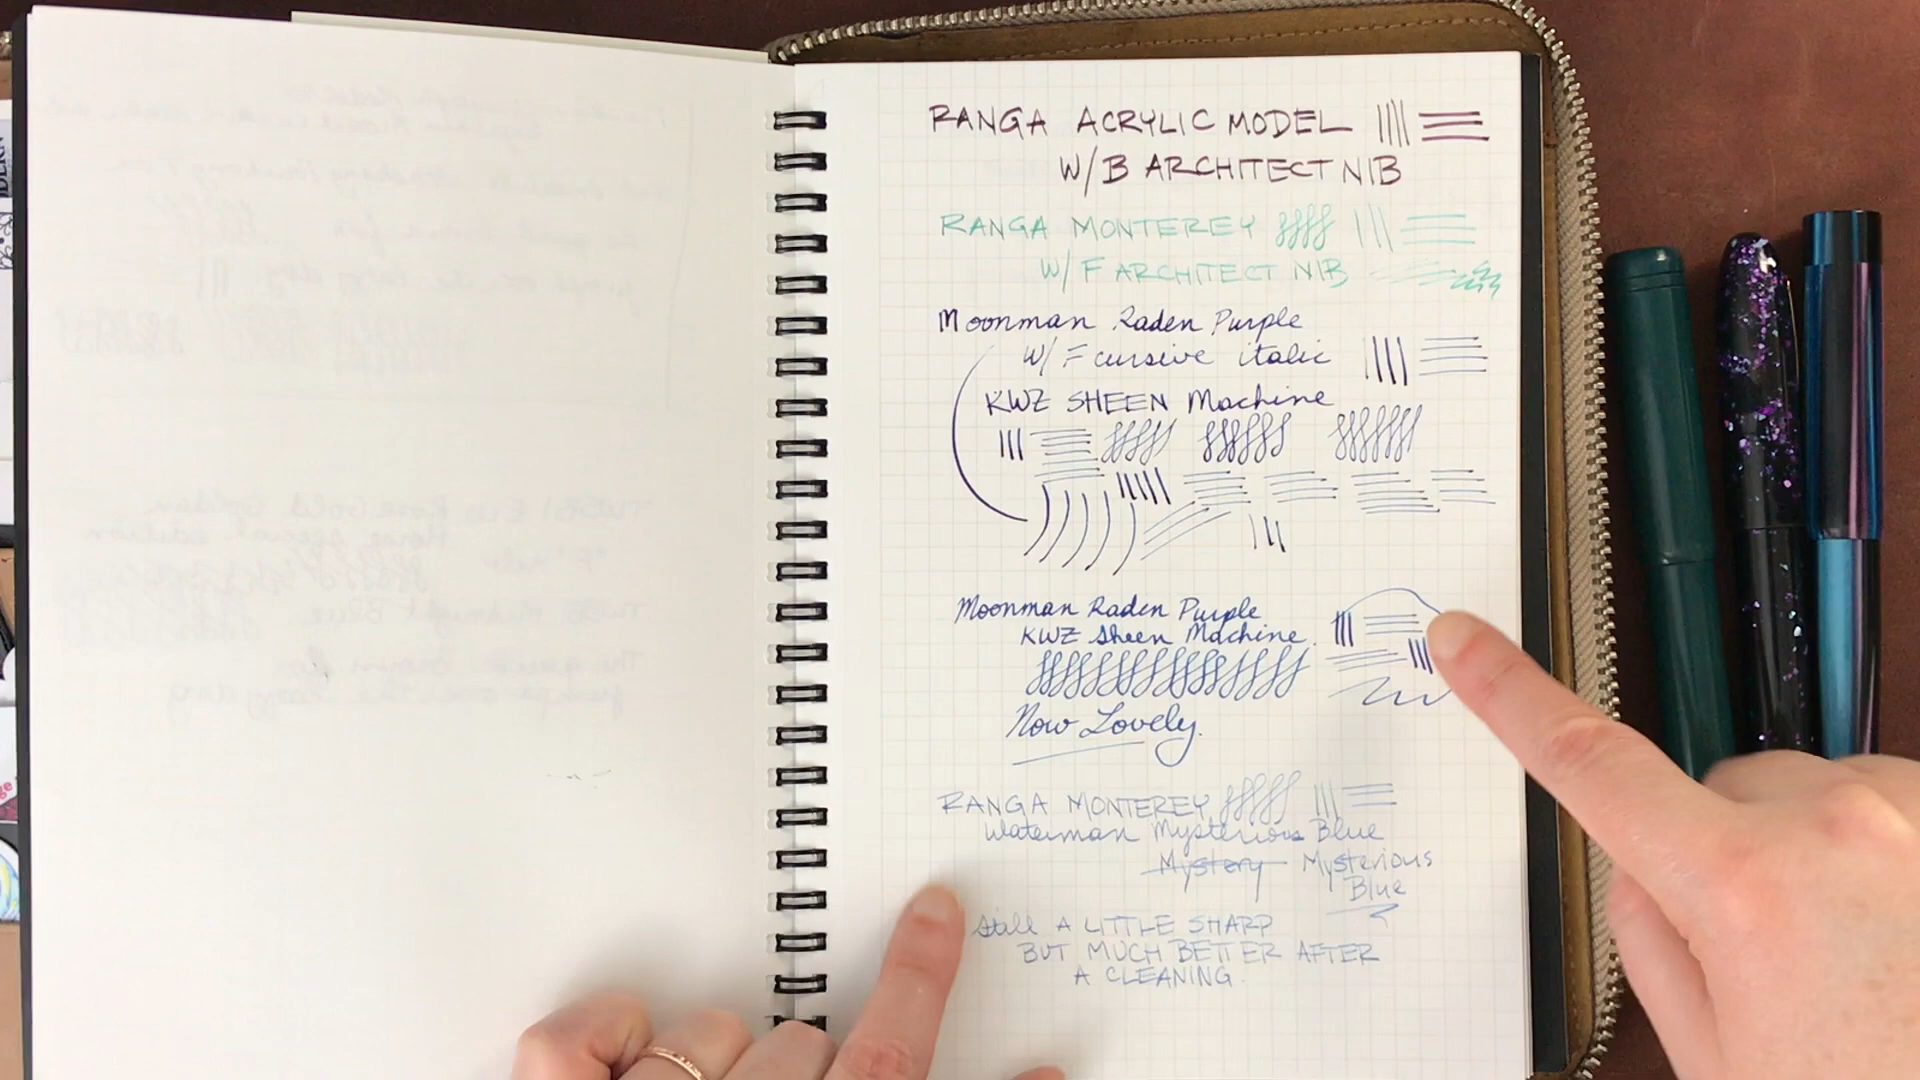 RANGA ACRYLIC MODEL
W/B ARCHITECT NIB
RANGA MONTEREY
W/F ARCHITECT NIB
Moonman Raden Purple
W/ F cursive italic
KWZ SHEEN Machine
Moonman Raden Purple
KWZ Sheen Machine.
Now Lovely.
RANGA MONTEREY
Waterman Mysterious Blue
Mystery Mysterious
Blue
Still A LITTLE SHARP
BUT MUCH BETTER AFTER
A CLEANING.